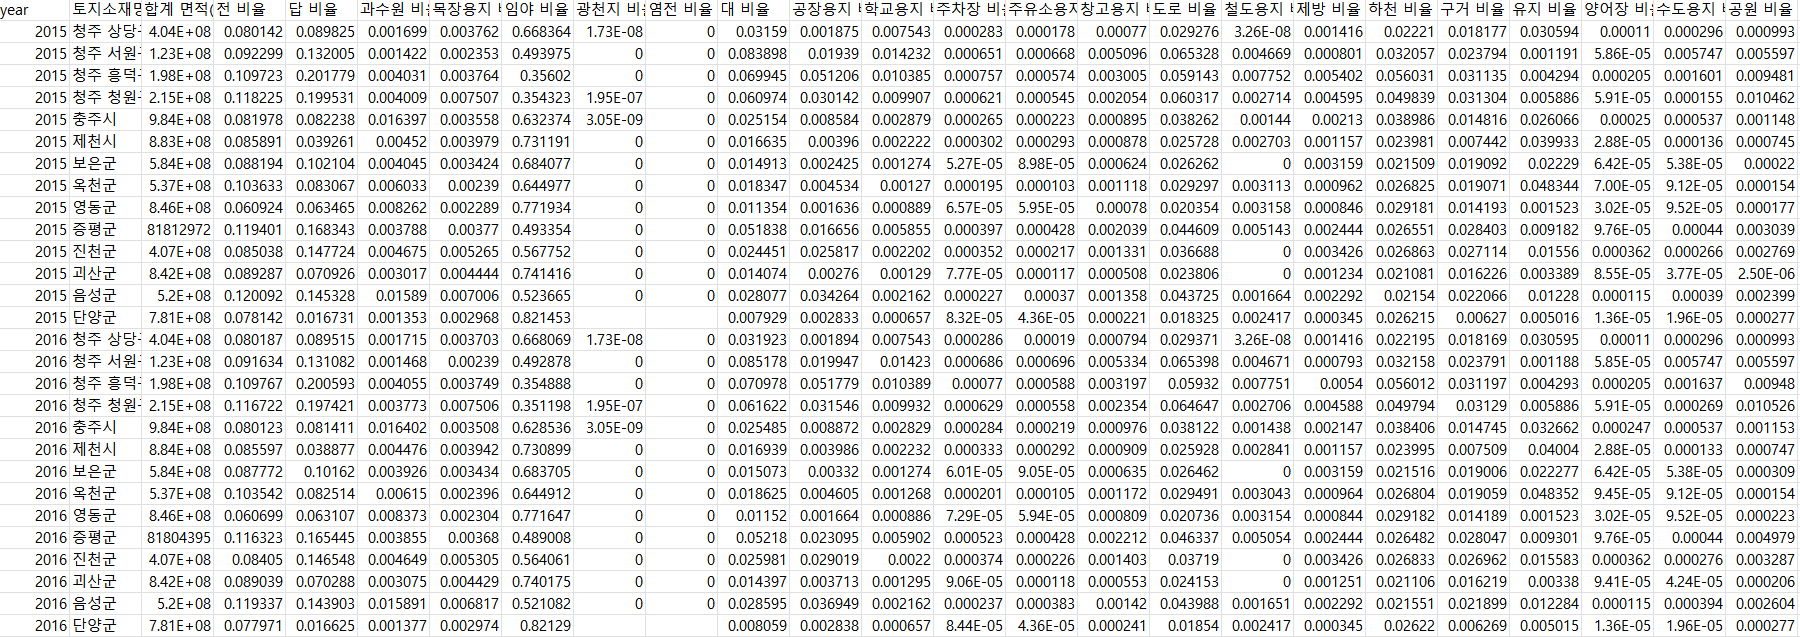 year 토지소재명 합계 면적( 전 비율 답 비율 과수원 비율 목장용지 비 임야 비율 광천지 비율 염전 비율 대 비율 공장용지 비 학교용지 비 주차장 비율 주유소용지 창고용지 비 도로 비율 철도용지 비 제방 비율 하천 비율 구거 비율 유지 비율 양어장 비율 수도용지 비 공원 비율
2015 청주 상당구 4.04E+08 0.080142 0.089825 0.001699 0.003762 0.668364 1.73E-08 0 0.03159 0.001875 0.007543 0.000283 0.000178 0.00077 0.029276 3.26E-08 0.001416 0.02221 0.018177 0.030594 0.00011 0.000296 0.000993
2015 청주 서원구 1.23E+08 0.092299 0.132005 0.001422 0.002353 0.493975 0 0 0.083898 0.01939 0.014232 0.000651 0.000668 0.005096 0.065328 0.004669 0.000801 0.032057 0.023794 0.001191 5.86E-05 0.005747 0.005597
2015 청주 흥덕구 1.98E+08 0.109723 0.201779 0.004031 0.003764 0.35602 0 0 0.069945 0.051206 0.010385 0.000757 0.000574 0.003005 0.059143 0.007752 0.005402 0.056031 0.031135 0.004294 0.000205 0.001601 0.009481
2015 청주 청원구 2.15E+08 0.118225 0.199531 0.004009 0.007507 0.354323 1.95E-07 0 0.060974 0.030142 0.009907 0.000621 0.000545 0.002054 0.060317 0.002714 0.004595 0.049839 0.031304 0.005886 5.91E-05 0.000155 0.010462
2015 충주시 9.84E+08 0.081978 0.082238 0.016397 0.003558 0.632374 3.05E-09 0 0.025154 0.008584 0.002879 0.000265 0.000223 0.000895 0.038262 0.00144 0.00213 0.038986 0.014816 0.026066 0.00025 0.000537 0.001148
2015 제천시 8.83E+08 0.085891 0.039261 0.00452 0.003979 0.731191 0 0 0.016635 0.00396 0.002222 0.000302 0.000293 0.000878 0.025728 0.002703 0.001157 0.023981 0.007442 0.039933 2.88E-05 0.000136 0.000745
2015 보은군 5.84E+08 0.088194 0.102104 0.004045 0.003424 0.684077 0 0 0.014913 0.002425 0.001274 5.27E-05 8.98E-05 0.000624 0.026262 0 0.003159 0.021509 0.019092 0.02229 6.42E-05 5.38E-05 0.00022
2015 옥천군 5.37E+08 0.103633 0.083067 0.006033 0.00239 0.644977 0 0 0.018347 0.004534 0.00127 0.000195 0.000103 0.001118 0.029297 0.003113 0.000962 0.026825 0.019071 0.048344 7.00E-05 9.12E-05 0.000154
2015 영동군 8.46E+08 0.060924 0.063465 0.008262 0.002289 0.771934 0 0 0.011354 0.001636 0.000889 6.57E-05 5.95E-05 0.00078 0.020354 0.003158 0.000846 0.029181 0.014193 0.001523 3.02E-05 9.52E-05 0.000177
2015 증평군 81812972 0.119401 0.168343 0.003788 0.00377 0.493354 0 0 0.051838 0.016656 0.005855 0.000397 0.000428 0.002039 0.044609 0.005143 0.002444 0.026551 0.028403 0.009182 9.76E-05 0.00044 0.003039
2015 진천군 4.07E+08 0.085038 0.147724 0.004675 0.005265 0.567752 0 0 0.024451 0.025817 0.002202 0.000352 0.000217 0.001331 0.036688 0 0.003426 0.026863 0.027114 0.01556 0.000362 0.000266 0.002769
2015 괴산군 8.42E+08 0.089287 0.070926 0.003017 0.004444 0.741416 0 0 0.014074 0.00276 0.00129 7.77E-05 0.000117 0.000508 0.023806 0 0.001234 0.021081 0.016226 0.003389 8.55E-05 3.77E-05 2.50E-06
2015 음성군 5.2E+08 0.120092 0.145328 0.01589 0.007006 0.523665 0 0 0.028077 0.034264 0.002162 0.000227 0.00037 0.001358 0.043725 0.001664 0.002292 0.02154 0.022066 0.01228 0.000115 0.00039 0.002399
2015 단양군 7.81E+08 0.078142 0.016731 0.001353 0.002968 0.821453 0.007929 0.002833 0.000657 8.32E-05 4.36E-05 0.000221 0.018325 0.002417 0.000345 0.026215 0.00627 0.005016 1.36E-05 1.96E-05 0.000277
2016 청주 상당구 4.04E+08 0.080187 0.089515 0.001715 0.003703 0.668069 1.73E-08 0 0.031923 0.001894 0.007543 0.000286 0.00019 0.000794 0.029371 3.26E-08 0.001416 0.022195 0.018169 0.030595 0.00011 0.000296 0.000993
2016 청주 서원구 1.23E+08 0.091634 0.131082 0.001468 0.00239 0.492878 0 0 0.085178 0.019947 0.01423 0.000686 0.000696 0.005334 0.065398 0.004671 0.000793 0.032158 0.023791 0.001188 5.85E-05 0.005747 0.005597
2016 청주 흥덕구 1.98E+08 0.109767 0.200593 0.004055 0.003749 0.354888 0 0 0.070978 0.051779 0.010389 0.00077 0.000588 0.003197 0.05932 0.007751 0.0054 0.056012 0.031197 0.004293 0.000205 0.001637 0.00948
2016 청주 청원구 2.15E+08 0.116722 0.197421 0.003773 0.007506 0.351198 1.95E-07 0 0.061622 0.031546 0.009932 0.000629 0.000558 0.002354 0.064647 0.002706 0.004588 0.049794 0.03129 0.005886 5.91E-05 0.000269 0.010526
2016 충주시 9.84E+08 0.080123 0.081411 0.016402 0.003508 0.628536 3.05E-09 0 0.025485 0.008872 0.002829 0.000284 0.000219 0.000976 0.038122 0.001438 0.002147 0.038406 0.014745 0.032662 0.000247 0.000537 0.001153
2016 제천시 8.84E+08 0.085597 0.038877 0.004476 0.003942 0.730899 0 0 0.016939 0.003986 0.002232 0.000333 0.000292 0.000909 0.025928 0.002841 0.001157 0.023995 0.007509 0.04004 2.88E-05 0.000133 0.000747
2016 보은군 5.84E+08 0.087772 0.10162 0.003926 0.003434 0.683705 0 0 0.015073 0.00332 0.001274 6.01E-05 9.05E-05 0.000635 0.026462 0 0.003159 0.021516 0.019006 0.022277 6.42E-05 5.38E-05 0.000309
2016 옥천군 5.37E+08 0.103542 0.082514 0.00615 0.002396 0.644912 0 0 0.018625 0.004605 0.001268 0.000201 0.000105 0.001172 0.029491 0.003043 0.000964 0.026804 0.019059 0.048352 9.45E-05 9.12E-05 0.000154
2016 영동군 8.46E+08 0.060699 0.063107 0.008373 0.002304 0.771647 0 0 0.01152 0.001664 0.000886 7.29E-05 5.94E-05 0.000809 0.020736 0.003154 0.000844 0.029182 0.014189 0.001523 3.02E-05 9.52E-05 0.000223
2016 증평군 81804395 0.116323 0.165445 0.003855 0.00368 0.489008 0 0 0.05218 0.023095 0.005902 0.000523 0.000428 0.002212 0.046337 0.005054 0.002444 0.026482 0.028047 0.009301 9.76E-05 0.00044 0.004979
2016 진천군 4.07E+08 0.08405 0.146548 0.004649 0.005305 0.564061 0 0 0.025981 0.029019 0.0022 0.000374 0.000226 0.001403 0.03719 0 0.003426 0.026833 0.026962 0.015583 0.000362 0.000276 0.003287
2016 괴산군 8.42E+08 0.089039 0.070288 0.003075 0.004429 0.740175 0 0 0.014397 0.003713 0.001295 9.06E-05 0.000118 0.000553 0.024153 0 0.001251 0.021106 0.016219 0.00338 9.41E-05 4.24E-05 0.000206
2016 음성군 5.2E+08 0.119337 0.143903 0.015891 0.006817 0.521082 0 0 0.028595 0.036949 0.002162 0.000237 0.000383 0.00142 0.043988 0.001651 0.002292 0.021551 0.021899 0.012284 0.000115 0.000394 0.002604
2016 단양군 7.81E+08 0.077971 0.016625 0.001377 0.002974 0.82129 0.008059 0.002838 0.000657 8.44E-05 4.36E-05 0.000241 0.01854 0.002417 0.000345 0.02622 0.006269 0.005015 1.36E-05 1.96E-05 0.000277